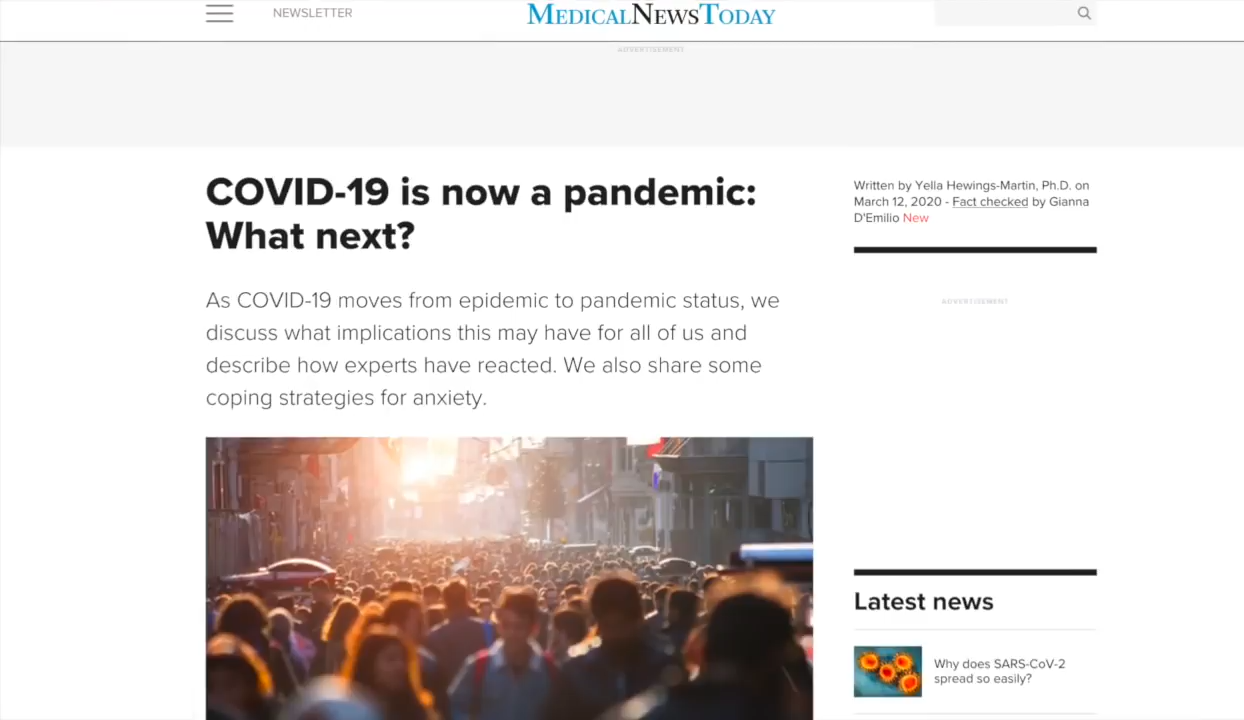 NEWSLETTER
MEDICALNEWSTODAY
ADVERTISEMENT
COVID-19 is now a pandemic:
What next?
As COVID-19 moves from epidemic to pandemic status, we
discuss what implications this may have for all of us and
describe how experts have reacted. We also share some
coping strategies for anxiety.
Written by Yella Hewings-Martin, Ph.D. on
March 12, 2020 - Fact checked by Gianna
D'Emilio New
ADVERTISEMENT
Latest news
Why does SARS-CoV-2
spread so easily?